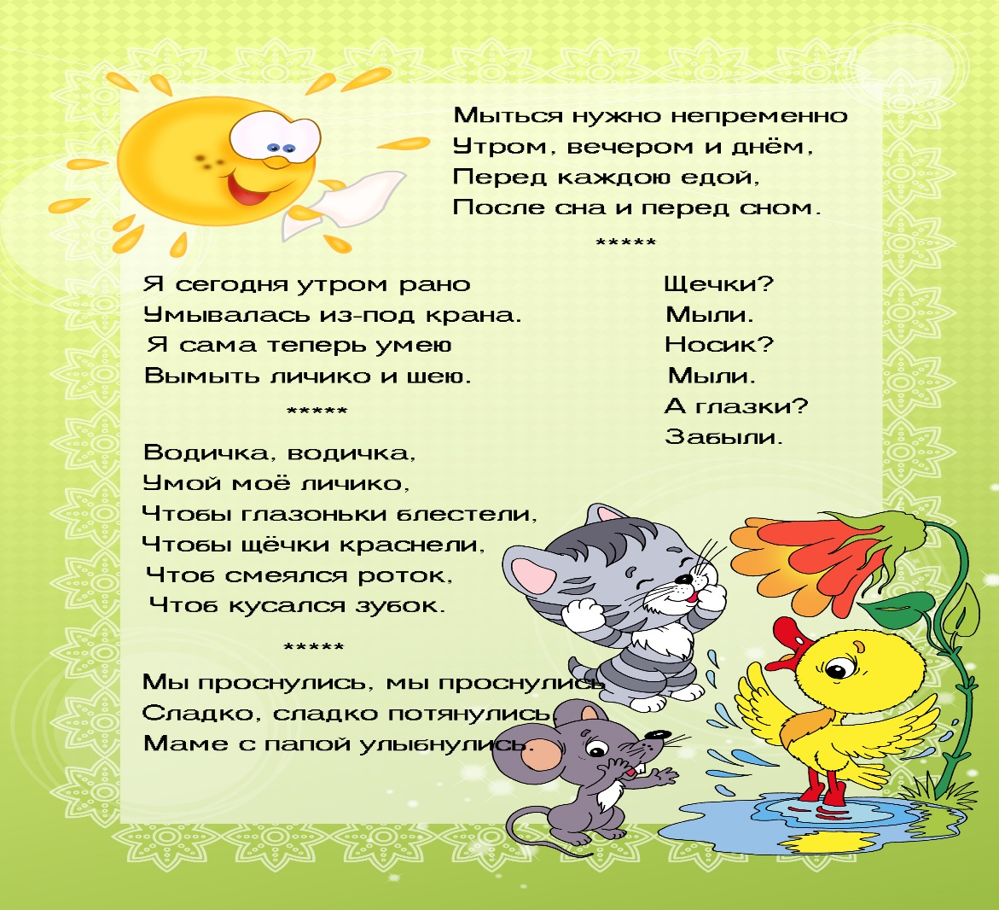 Мыться нужно непременно
Утром, вечером и днём,
Перед каждою едой,
После сна и перед сном.
*****
Я сегодня утром рано
Умывалась из-под крана.
Я сама теперь умею
Вымыть личико и шею.
*****
Водичка, водичка,
Умой моё личико,
Чтобы глазоньки блестели,
Чтобы щёчки краснели,
Чтоб смеялся роток,
Чтоб кусался зубок.
*****
Мы проснулись, мы проснулись
Сладко, сладко потянулись.
Маме с папой улыбнулись.
Щечки?
Мыли.
Носик?
Мыли.
А глазки?
Забыли.